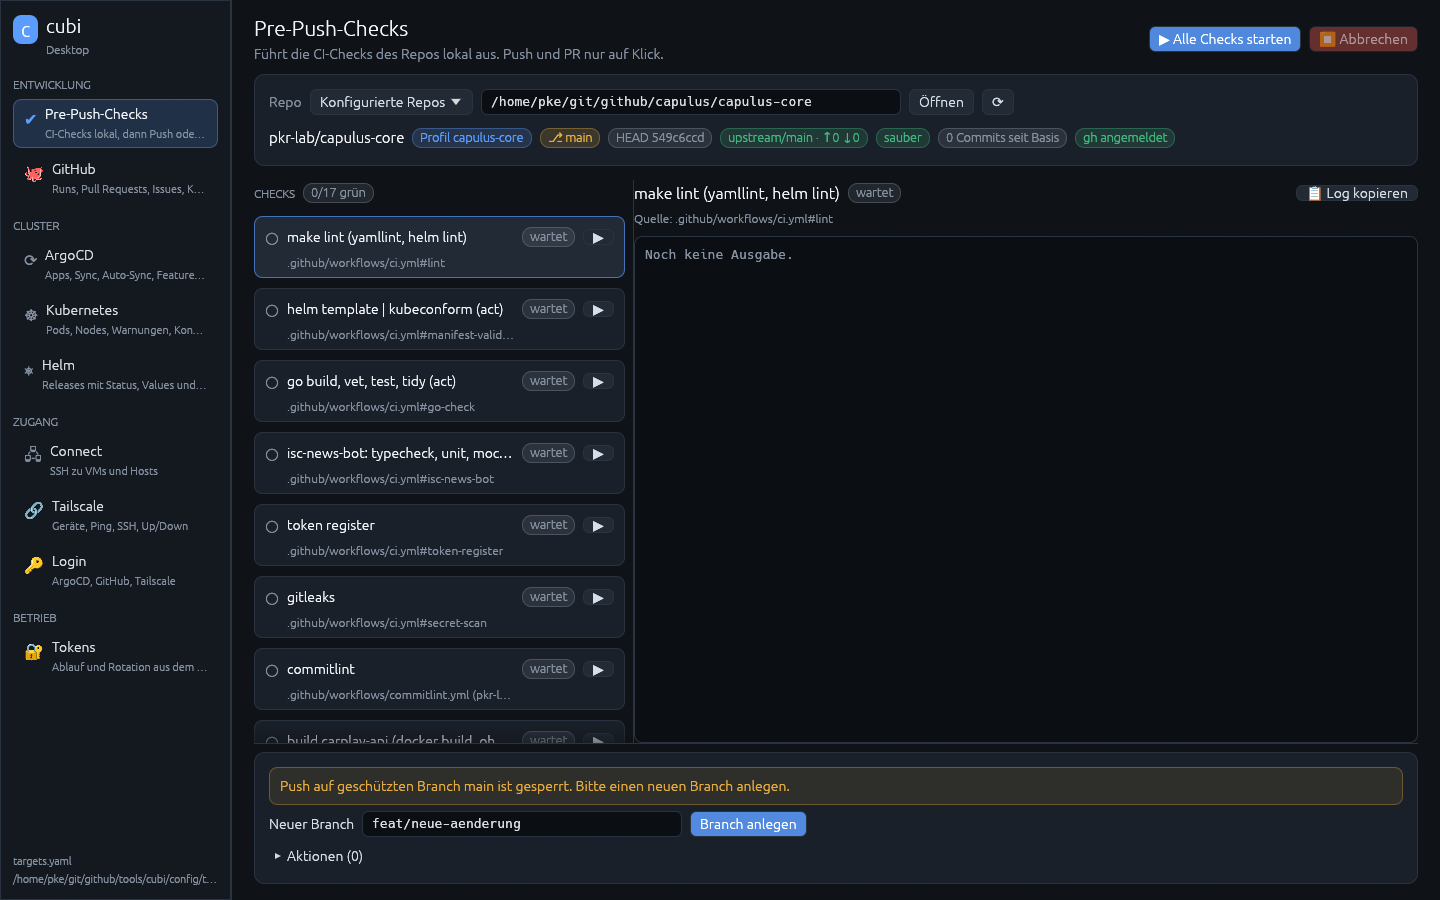 C cubi
Desktop
ENTWICKLUNG
Pre-Push-Checks
CI-Checks lokal, dann Push ode...
GitHub
Runs, Pull Requests, Issues, K...
CLUSTER
ArgoCD
Apps, Sync, Auto-Sync, Feature...
Kubernetes
Pods, Nodes, Warnungen, Kon...
Helm
Releases mit Status, Values und...
ZUGANG
Connect
SSH zu VMs und Hosts
Tailscale
Geräte, Ping, SSH, Up/Down
Login
ArgoCD, GitHub, Tailscale
BETRIEB
Tokens
Ablauf und Rotation aus dem ...
targets.yaml
/home/pke/git/github/tools/cubi/config/t...
Pre-Push-Checks
Führt die CI-Checks des Repos lokal aus. Push und PR nur auf Klick.
▶ Alle Checks starten
Abbrechen
Repo Konfigurierte Repos ▼ /home/pke/git/github/capulus/capulus-core Öffnen ⟳
pkr-lab/capulus-core Profil capulus-core ⎇ main HEAD 549c6ccd upstream/main · ↑0 ↓0 sauber 0 Commits seit Basis gh angemeldet
CHECKS 0/17 grün
○ make lint (yamllint, helm lint) wartet ▶
.github/workflows/ci.yml#lint
○ helm template | kubeconform (act) wartet ▶
.github/workflows/ci.yml#manifest-valid...
○ go build, vet, test, tidy (act) wartet ▶
.github/workflows/ci.yml#go-check
○ isc-news-bot: typecheck, unit, moc... wartet ▶
.github/workflows/ci.yml#isc-news-bot
○ token register wartet ▶
.github/workflows/ci.yml#token-register
○ gitleaks wartet ▶
.github/workflows/ci.yml#secret-scan
○ commitlint wartet ▶
.github/workflows/commitlint.yml (pkr-l...
○ build carplay-api (docker build, oh... wartet ▶
make lint (yamllint, helm lint) wartet
Log kopieren
Quelle: .github/workflows/ci.yml#lint
Noch keine Ausgabe.
Push auf geschützten Branch main ist gesperrt. Bitte einen neuen Branch anlegen.
Neuer Branch feat/neue-aenderung Branch anlegen
▸ Aktionen (0)